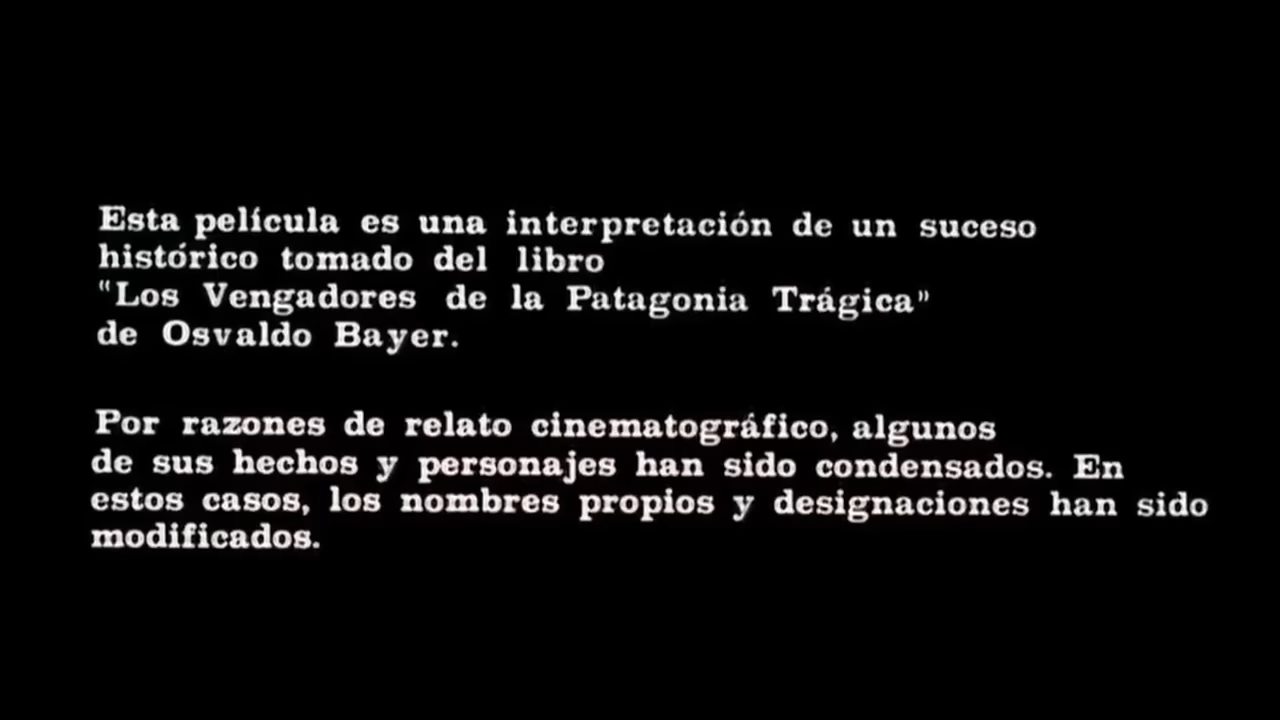 Esta película es una interpretación de un suceso
histórico tomado del libro
“Los Vengadores de la Patagonia Trágica”
de Osvaldo Bayer.
Por razones de relato cinematográfico, algunos
de sus hechos y personajes han sido condensados. En
estos casos, los nombres propios y designaciones han sido
modificados.